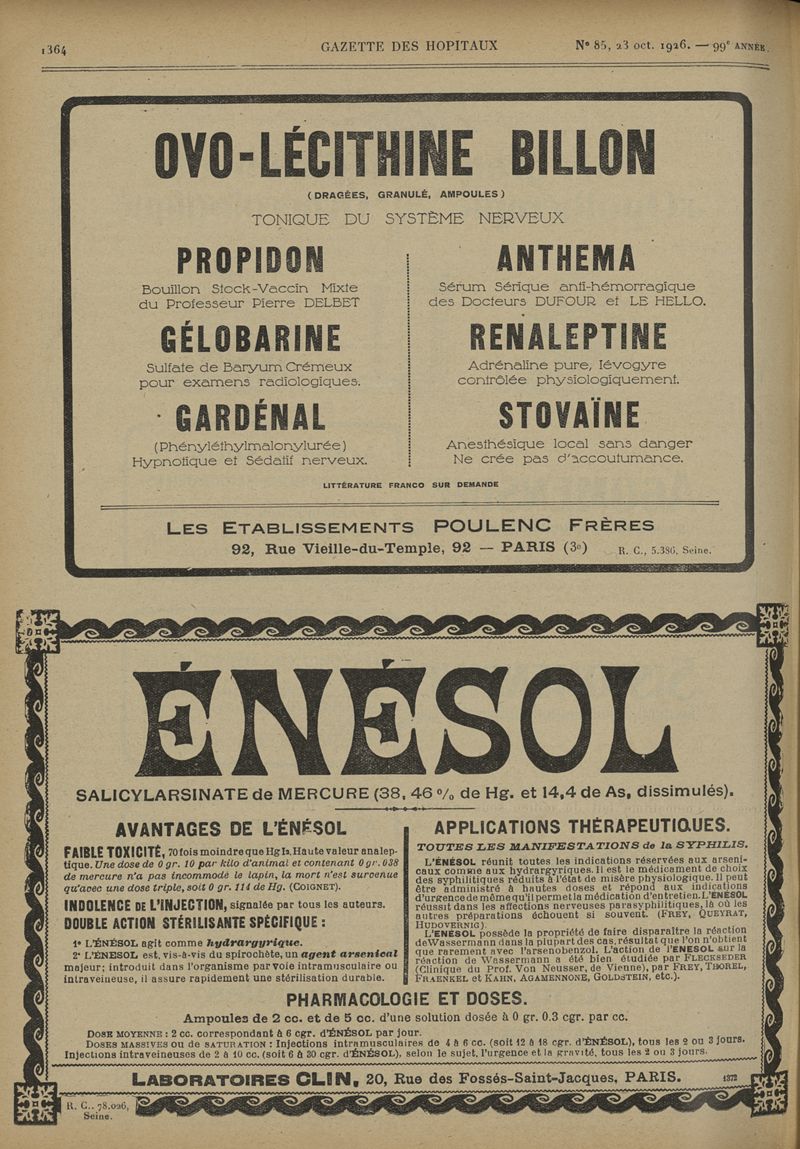 1364
GAZETTE DES HOPITAUX
Nº 85, 23 oct. 1926. — 99e ANNÉE.
OVO-LÉCITHINE BILLON
(DRAGÉES, GRANULÉ, AMPOULES)
TONIQUE DU SYSTÈME NERVEUX
PROPIDON
Bouillon Stock-Vaccin Mixte
du Professeur Pierre DELBET
GÉLOBARINE
Sulfate de Baryum Crémeux
pour examens radiologiques.
GARDÉNAL
(Phényléthylmalonylurée)
Hypnotique et Sédatif nerveux.
ANTHEMA
Sérum Sérique anti-hémorragique
des Docteurs DUFOUR et LE HELLO.
RENALEPTINE
Adrénaline pure, lévogyre
contrôlée physiologiquement.
STOVAÏNE
Anesthésique local sans danger
Ne crée pas d'accoutumance.
LITTÉRATURE FRANCO SUR DEMANDE
LES ETABLISSEMENTS POULENC FRÈRES
92, Rue Vieille-du-Temple, 92 — PARIS (3e) R. C., 5.386, Seine.
ÉNÉSOL
SALICYLARSINATE de MERCURE (38, 46 % de Hg. et 14,4 de As, dissimulés).
AVANTAGES DE L'ÉNÉSOL
FAIBLE TOXICITÉ, 70 fois moindre que Hg I2. Haute valeur analep-
tique. Une dose de 0 gr. 10 par kilo d'animal et contenant 0 gr. 038
de mercure n'a pas incommodé le lapin, la mort n'est survenue
qu'avec une dose triple, soit 0 gr. 114 de Hg. (COIGNET).
INDOLENCE DE L'INJECTION, signalée par tous les auteurs.
DOUBLE ACTION STÉRILISANTE SPÉCIFIQUE :
1º L'ÉNÉSOL agit comme hydrargyrique.
2º L'ENESOL est, vis-à-vis du spirochète, un agent arsenical
majeur; introduit dans l'organisme par voie intramusculaire ou
intraveineuse, il assure rapidement une stérilisation durable.
APPLICATIONS THÉRAPEUTIQUES.
TOUTES LES MANIFESTATIONS de la SYPHILIS.
L'ÉNÉSOL réunit toutes les indications réservées aux arseni-
caux comme aux hydrargyriques. Il est le médicament de choix
des syphilitiques réduits à l'état de misère physiologique. Il peut
être administré à hautes doses et répond aux indications
d'urgence de même qu'il permet la médication d'entretien. L'ENÉSOL
réussit dans les affections nerveuses parasyphilitiques, là où les
autres préparations échouent si souvent. (FREY, QUEYRAT,
HUDOVERNIG).
L'ENÉSOL possède la propriété de faire disparaître la réaction
de Wassermann dans la plupart des cas, résultat que l'on n'obtient
que rarement avec l'arsenobenzol. L'action de l'ENESOL sur la
réaction de Wassermann a été bien étudiée par FLECKSEDER
(Clinique du Prof. Von Neusser, de Vienne), par FREY, THOREL,
FRAENKEL et KAHN, AGAMENNONE, GOLDSTEIN, etc.).
PHARMACOLOGIE ET DOSES.
Ampoules de 2 cc. et de 5 cc. d'une solution dosée à 0 gr. 0.3 cgr. par cc.
DOSE MOYENNE : 2 cc. correspondant à 6 cgr. d'ÉNÉSOL par jour.
DOSES MASSIVES OU DE SATURATION : Injections intramusculaires de 4 à 6 cc. (soit 12 à 18 cgr. d'ÉNÉSOL), tous les 2 ou 3 jours.
Injections intraveineuses de 2 à 10 cc. (soit 6 à 30 cgr. d'ÉNÉSOL), selon le sujet, l'urgence et la gravité, tous les 2 ou 3 jours.
LABORATOIRES CLIN, 20, Rue des Fossés-Saint-Jacques, PARIS. 1372
R. C.. 78.026,
Seine.